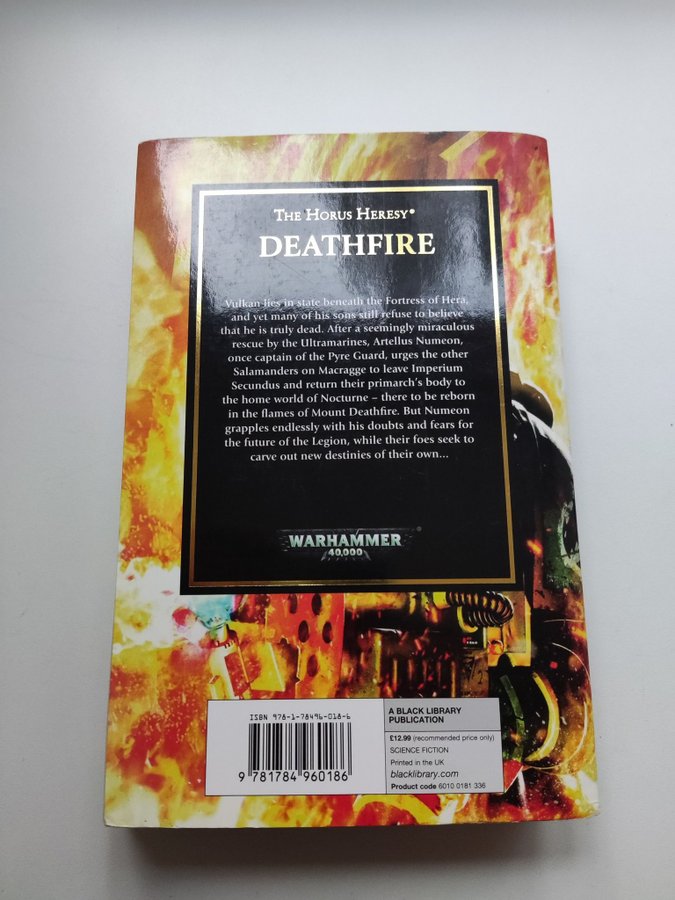 THE HORUS HERESY®
DEATHFIRE
Vulkan lies in state beneath the Fortress of Hera,
and yet many of his sons still refuse to believe
that he is truly dead. After a seemingly miraculous
rescue by the Ultramarines, Artellus Numeon,
once captain of the Pyre Guard, urges the other
Salamanders on Macragge to leave Imperium
Secundus and return their primarch's body to
the home world of Nocturne – there to be reborn
in the flames of Mount Deathfire. But Numeon
grapples endlessly with his doubts and fears for
the future of the Legion, while their foes seek to
carve out new destinies of their own...
WARHAMMER®
40,000
ISBN 978-1-78496-018-6
9 781784 960186
A BLACK LIBRARY
PUBLICATION
£12.99 (recommended price only)
SCIENCE FICTION
Printed in the UK
blacklibrary.com
Product code 6010 0181 336